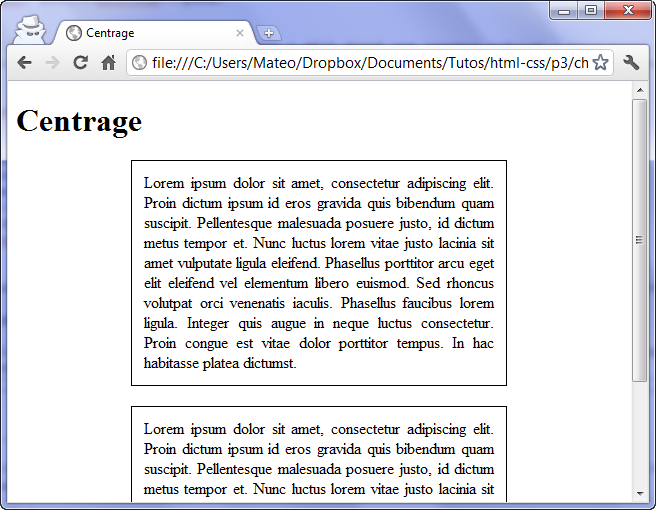 Centrage
file:///C:/Users/Mateo/Dropbox/Documents/Tutos/html-css/p3/ch
Centrage
Lorem ipsum dolor sit amet, consectetur adipiscing elit.
Proin dictum ipsum id eros gravida quis bibendum quam
suscipit. Pellentesque malesuada posuere justo, id dictum
metus tempor et. Nunc luctus lorem vitae justo lacinia sit
amet vulputate ligula eleifend. Phasellus porttitor arcu eget
elit eleifend vel elementum libero euismod. Sed rhoncus
volutpat orci venenatis iaculis. Phasellus faucibus lorem
ligula. Integer quis augue in neque luctus consectetur.
Proin congue est vitae dolor porttitor tempus. In hac
habitasse platea dictumst.
Lorem ipsum dolor sit amet, consectetur adipiscing elit.
Proin dictum ipsum id eros gravida quis bibendum quam
suscipit. Pellentesque malesuada posuere justo, id dictum
metus tempor et. Nunc luctus lorem vitae justo lacinia sit